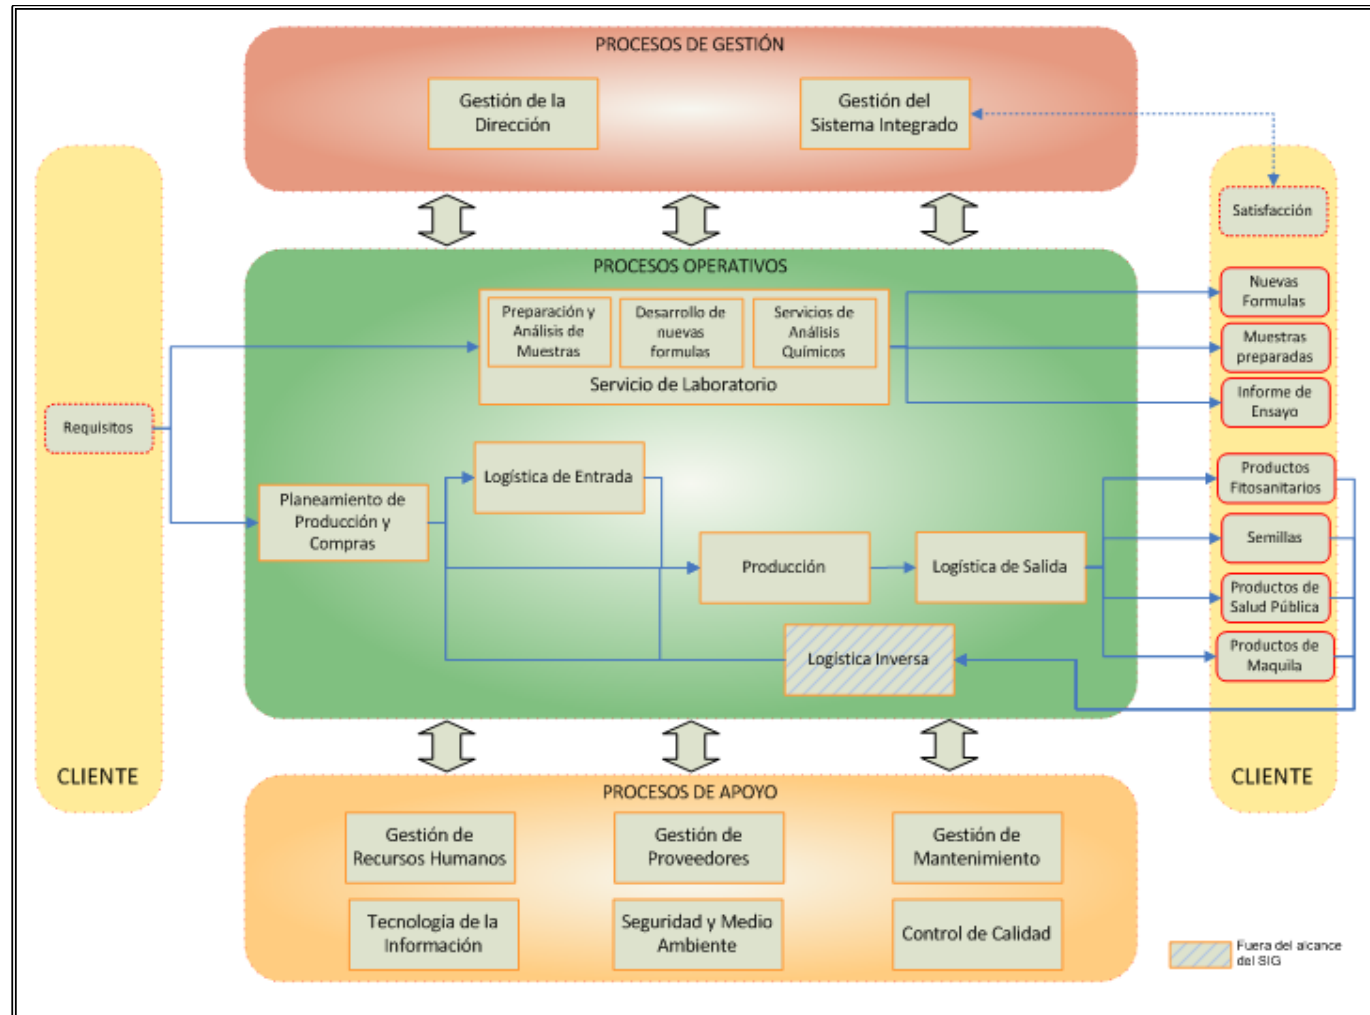 PROCESOS DE GESTIÓN
Gestión de la
Dirección
Gestión del
Sistema Integrado
CLIENTE
Requisitos
PROCESOS OPERATIVOS
Preparación y
Análisis de
Muestras
Desarrollo de
nuevas
formulas
Servicios de
Análisis
Químicos
Servicio de Laboratorio
Planeamiento de
Producción y
Compras
Logística de Entrada
Producción
Logística de Salida
Logística Inversa
Satisfacción
Nuevas
Formulas
Muestras
preparadas
Informe de
Ensayo
Productos
Fitosanitarios
Semillas
Productos de
Salud Pública
Productos de
Maquila
CLIENTE
PROCESOS DE APOYO
Gestión de
Recursos Humanos
Gestión de
Proveedores
Gestión de
Mantenimiento
Tecnología de la
Información
Seguridad y Medio
Ambiente
Control de Calidad
Fuera del alcance
del SIG